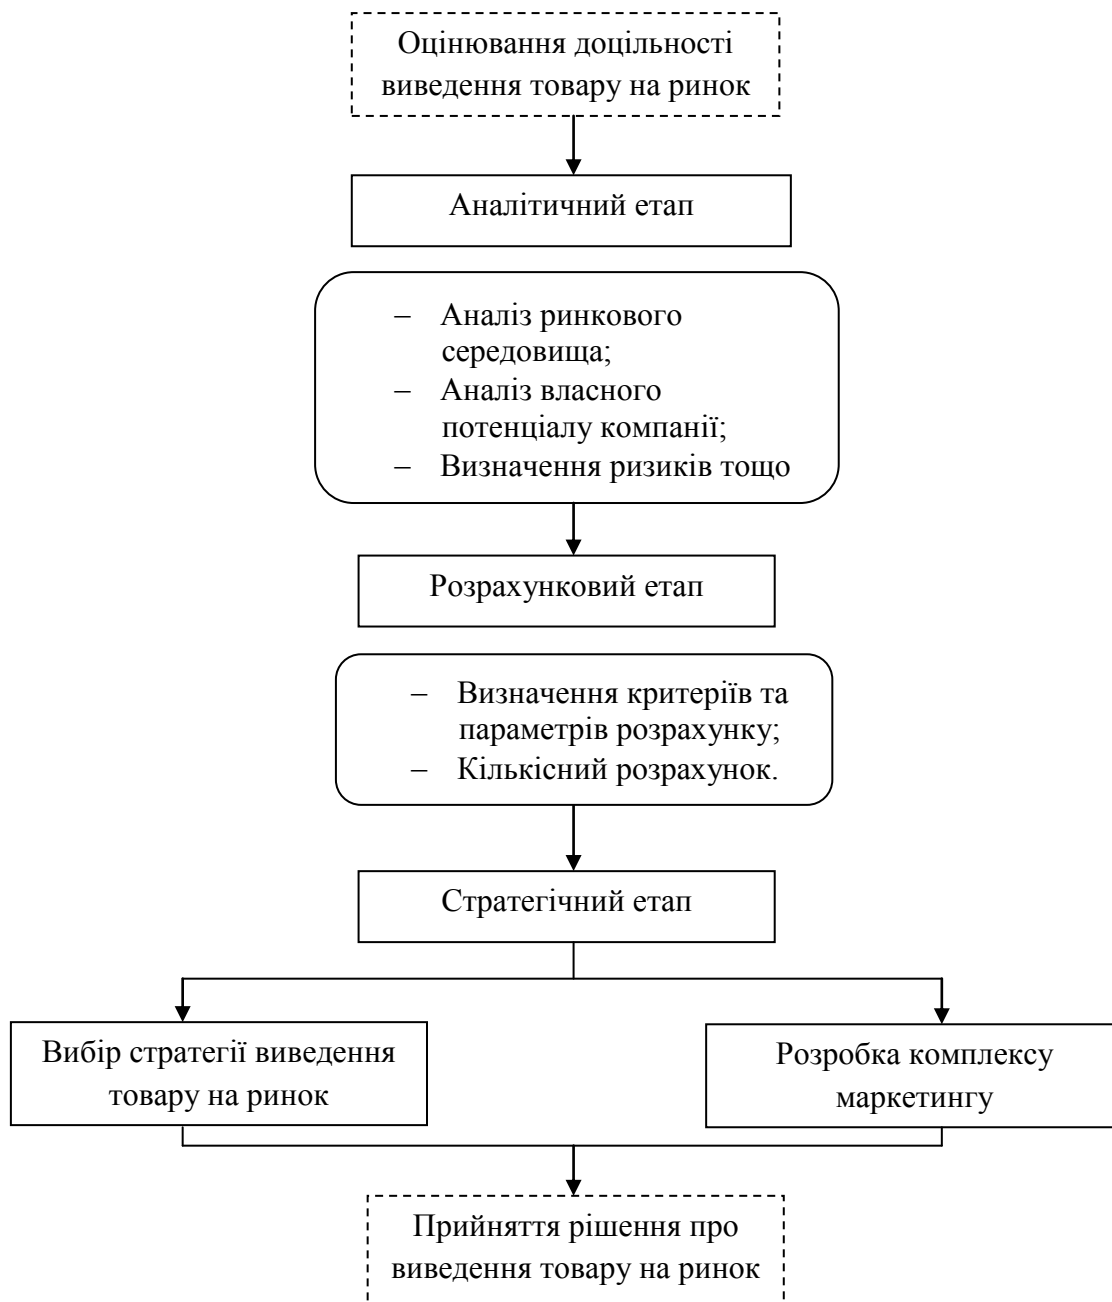 Оцінювання доцільності
виведення товару на ринок
Аналітичний етап
– Аналіз ринкового
середовища;
– Аналіз власного
потенціалу компанії;
– Визначення ризиків тощо
Розрахунковий етап
– Визначення критеріїв та
параметрів розрахунку;
– Кількісний розрахунок.
Стратегічний етап
Вибір стратегії виведення
товару на ринок
Розробка комплексу
маркетингу
Прийняття рішення про
виведення товару на ринок